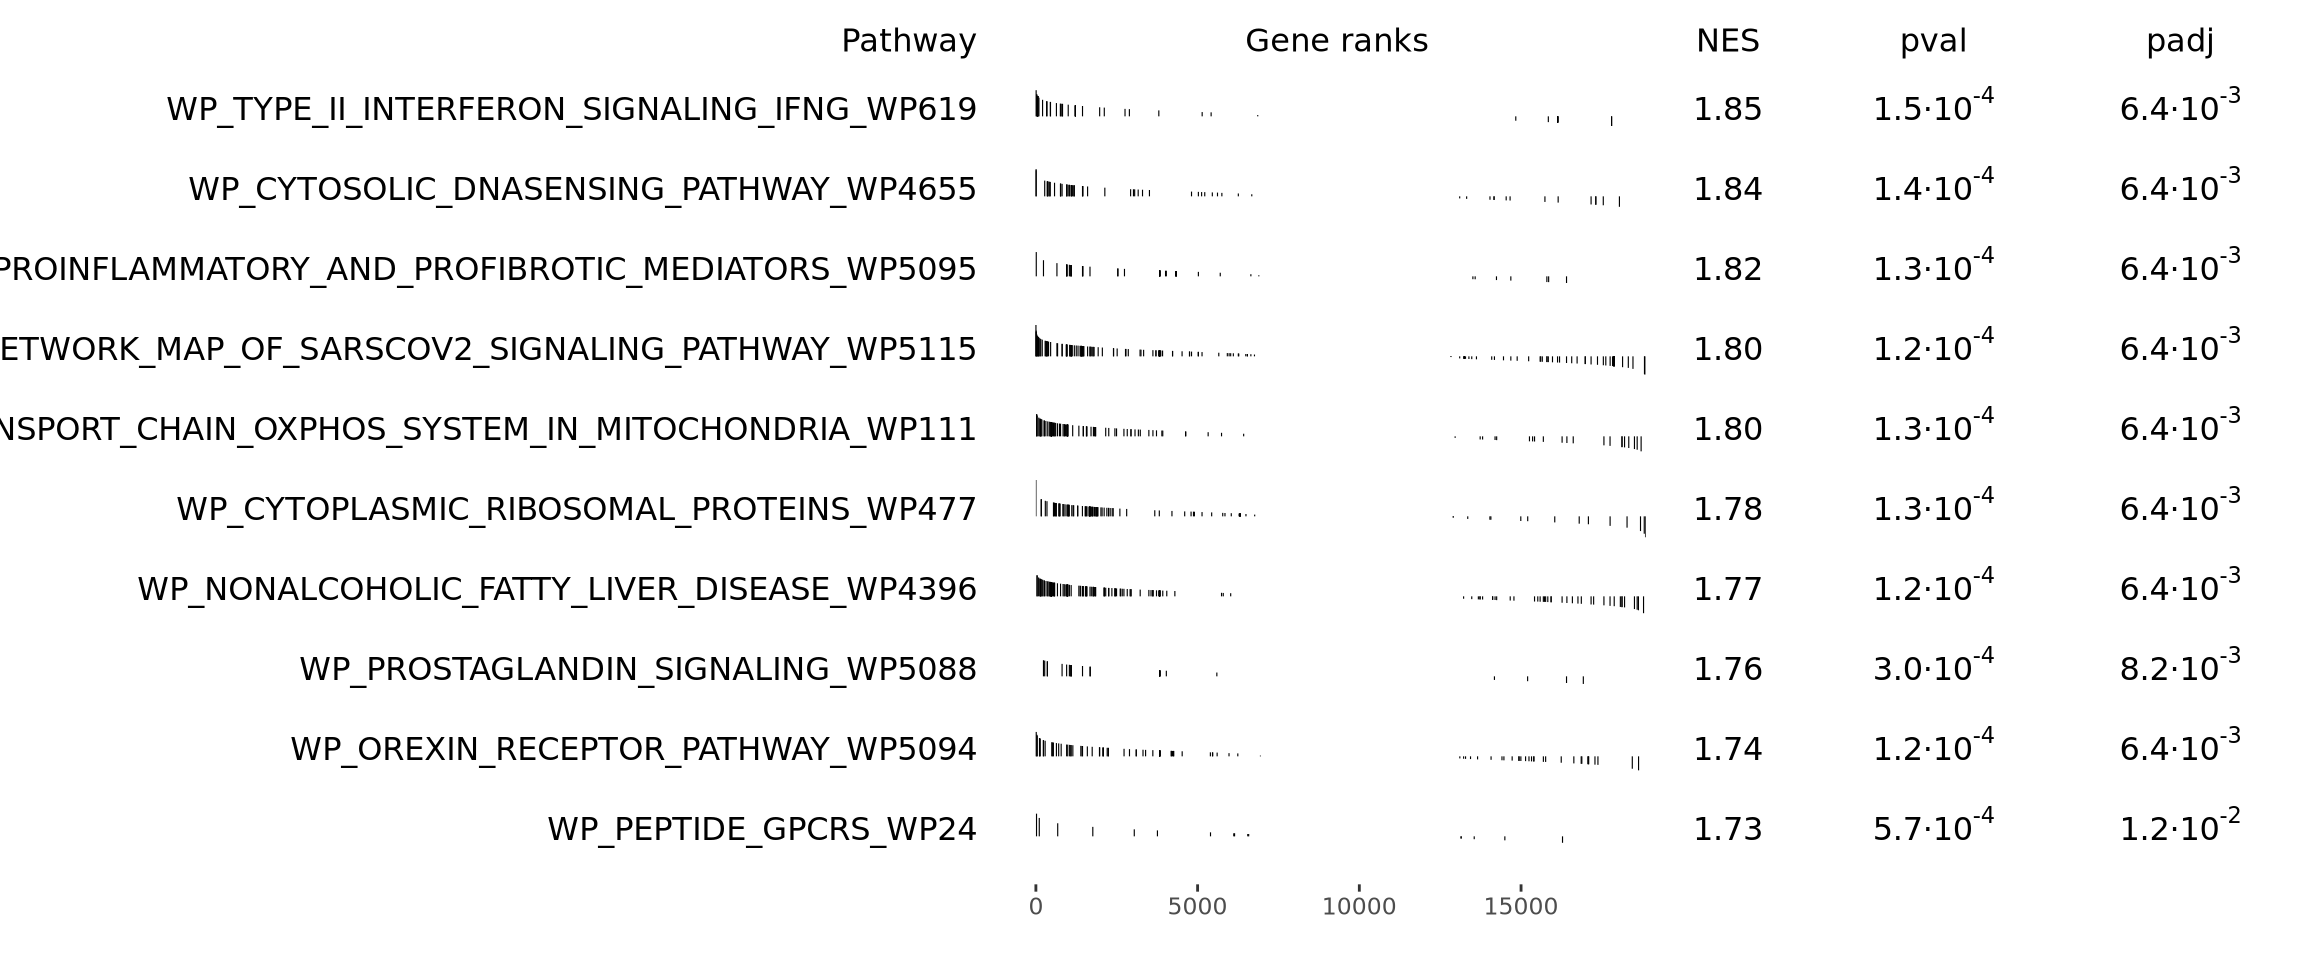 Pathway Gene ranks NES pval padj
WP_TYPE_II_INTERFERON_SIGNALING_IFNG_WP619 1.85 1.5·10-4 6.4·10-3
WP_CYTOSOLIC_DNASENSING_PATHWAY_WP4655 1.84 1.4·10-4 6.4·10-3
PROINFLAMMATORY_AND_PROFIBROTIC_MEDIATORS_WP5095 1.82 1.3·10-4 6.4·10-3
ETWORK_MAP_OF_SARSCOV2_SIGNALING_PATHWAY_WP5115 1.80 1.2·10-4 6.4·10-3
NSPORT_CHAIN_OXPHOS_SYSTEM_IN_MITOCHONDRIA_WP111 1.80 1.3·10-4 6.4·10-3
WP_CYTOPLASMIC_RIBOSOMAL_PROTEINS_WP477 1.78 1.3·10-4 6.4·10-3
WP_NONALCOHOLIC_FATTY_LIVER_DISEASE_WP4396 1.77 1.2·10-4 6.4·10-3
WP_PROSTAGLANDIN_SIGNALING_WP5088 1.76 3.0·10-4 8.2·10-3
WP_OREXIN_RECEPTOR_PATHWAY_WP5094 1.74 1.2·10-4 6.4·10-3
WP_PEPTIDE_GPCRS_WP24 1.73 5.7·10-4 1.2·10-2
0 5000 10000 15000